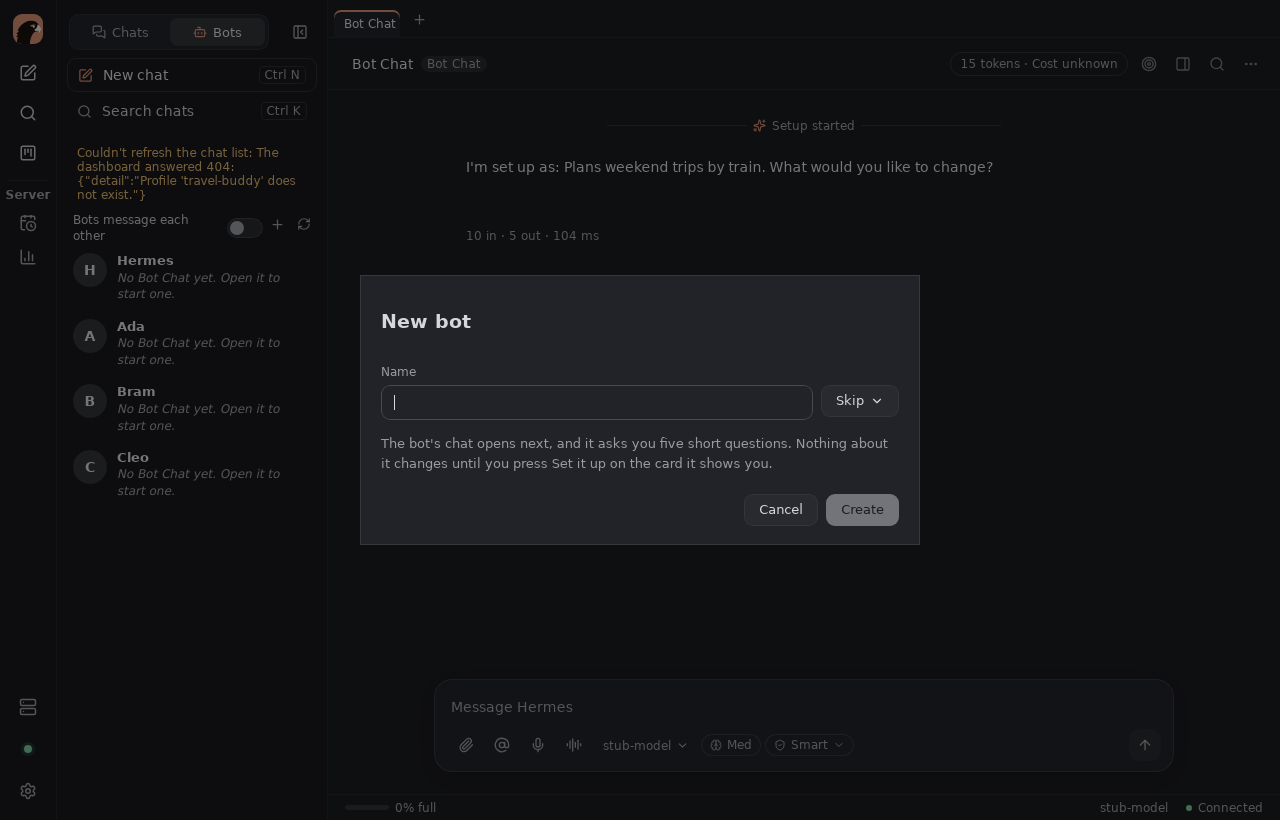 Chats
Bots
New chat
Ctrl N
Search chats
Ctrl K
Couldn't refresh the chat list: The
dashboard answered 404:
{"detail":"Profile 'travel-buddy' does
not exist."}
Server
Bots message each
other
H
Hermes
No Bot Chat yet. Open it to
start one.
A
Ada
No Bot Chat yet. Open it to
start one.
B
Bram
No Bot Chat yet. Open it to
start one.
C
Cleo
No Bot Chat yet. Open it to
start one.
Bot Chat
Bot Chat
Bot Chat
15 tokens · Cost unknown
Setup started
I'm set up as: Plans weekend trips by train. What would you like to change?
10 in · 5 out · 104 ms
New bot
Name
Skip
The bot's chat opens next, and it asks you five short questions. Nothing about
it changes until you press Set it up on the card it shows you.
Cancel
Create
Message Hermes
stub-model
Med
Smart
0% full
stub-model
Connected